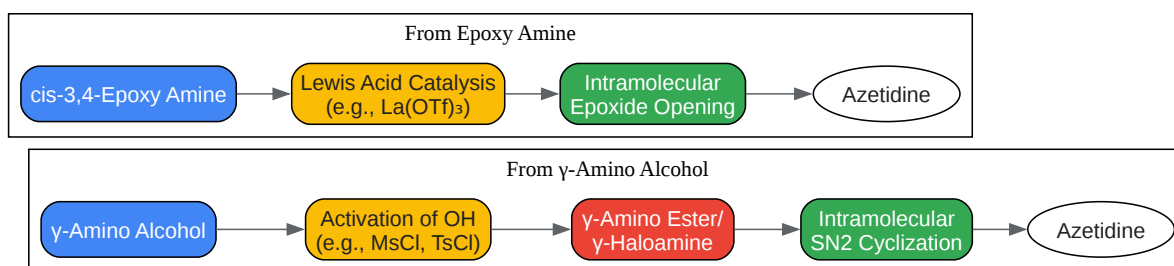 From Epoxy Amine
cis-3,4-Epoxy Amine
Lewis Acid Catalysis
(e.g., La(OTf)₃)
Intramolecular
Epoxide Opening
Azetidine
From γ-Amino Alcohol
γ-Amino Alcohol
Activation of OH
(e.g., MsCl, TsCl)
γ-Amino Ester/
γ-Haloamine
Intramolecular
SN2 Cyclization
Azetidine